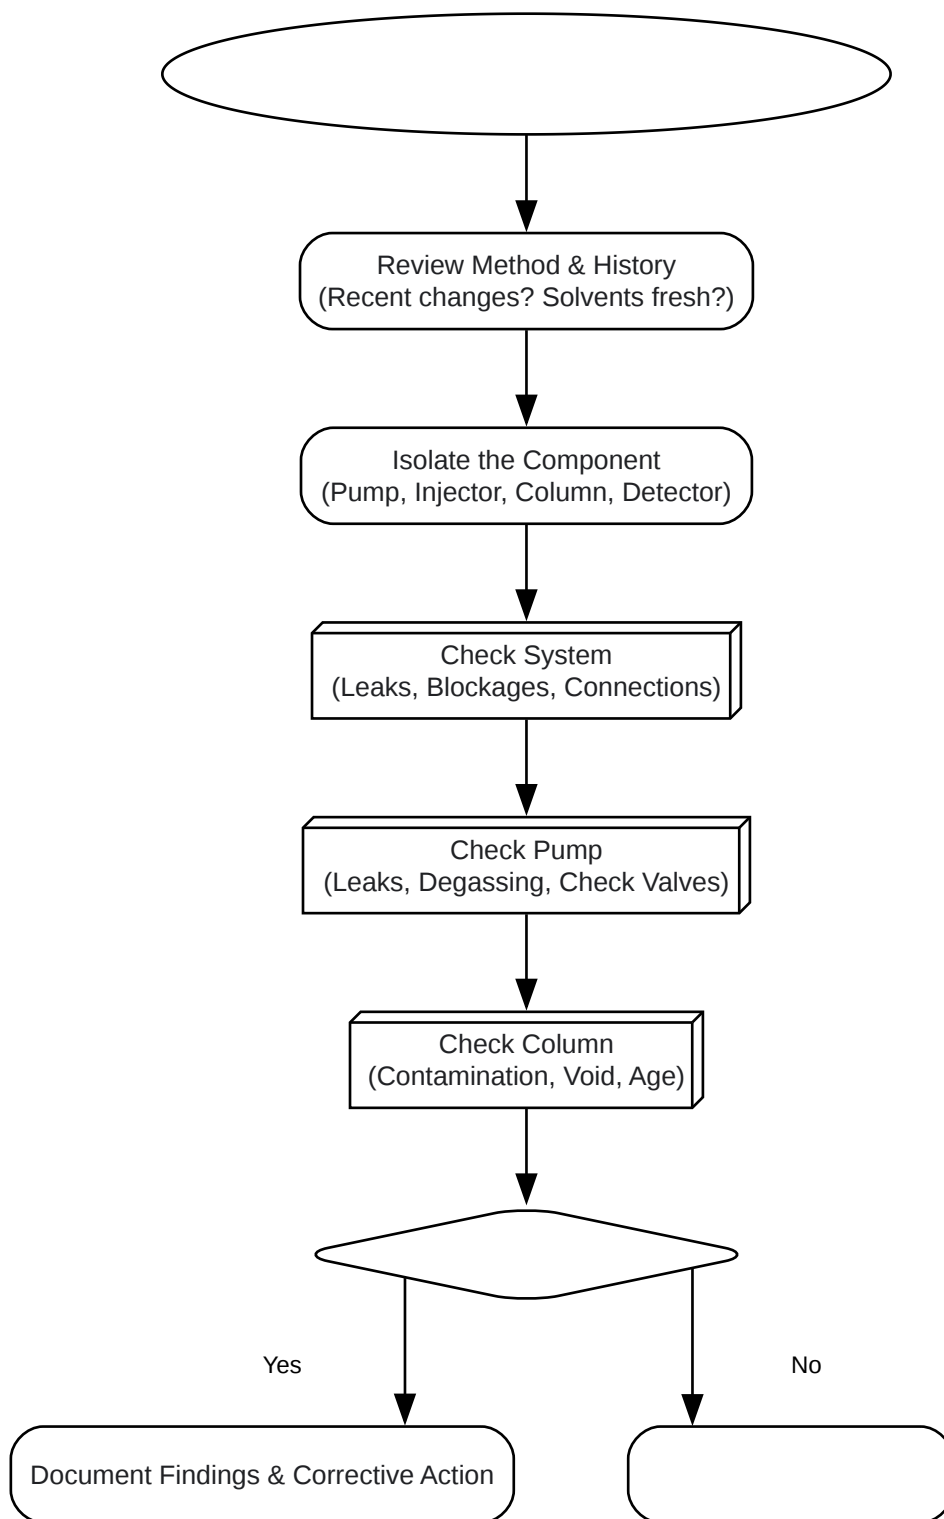 Review Method & History
(Recent changes? Solvents fresh?)
Isolate the Component
(Pump, Injector, Column, Detector)
Check System
(Leaks, Blockages, Connections)
Check Pump
(Leaks, Degassing, Check Valves)
Check Column
(Contamination, Void, Age)
Yes
No
Document Findings & Corrective Action